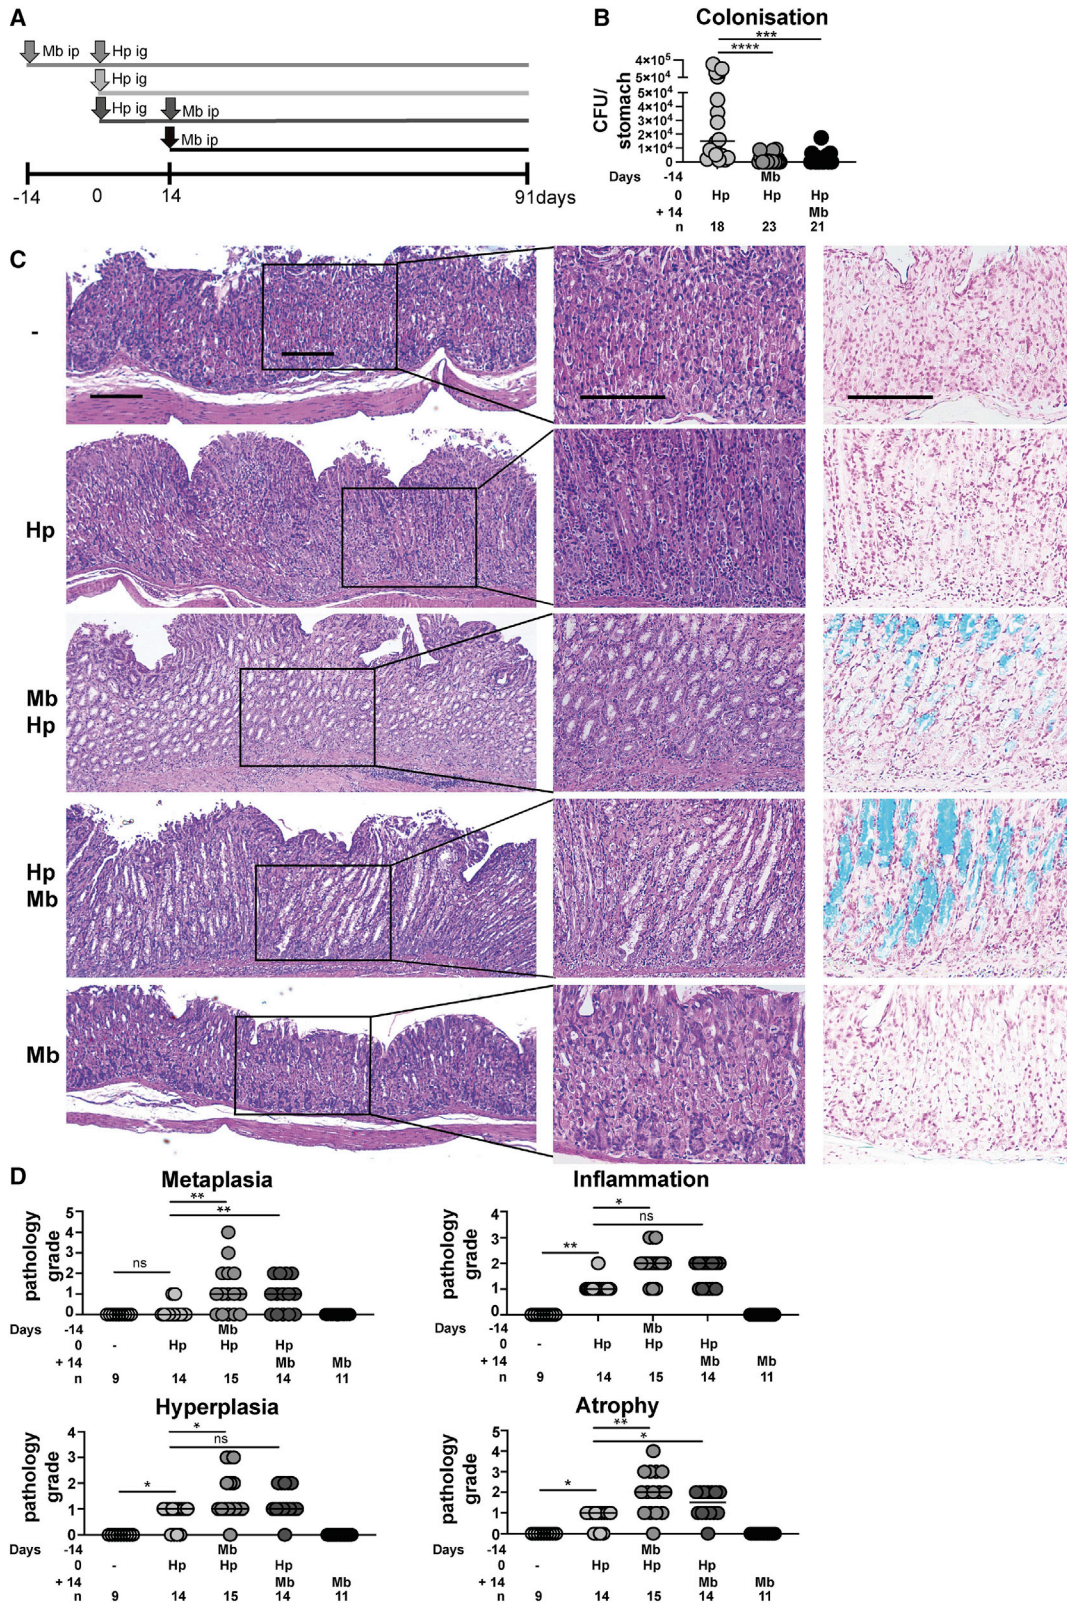 A
Mb ip
Hp ig
Hp ig
Hp ig
Mb ip
Mb ip
-14
0
14
91days
B
Colonisation
***
****
CFU/
stomach
4×10⁵
5×10⁴
5×10⁴
4×10⁴
3×10⁴
2×10⁴
1×10⁴
0
Days -14 Mb
0 Hp Hp Hp
+ 14 Mb
n 18 23 21
C
-
Hp
Mb
Hp
Hp
Mb
Mb
D
Metaplasia
**
**
ns
pathology
grade
5
4
3
2
1
0
Days -14 Mb
0 - Hp Hp Hp
+ 14 Mb Mb
n 9 14 15 14 11
Inflammation
*
ns
**
pathology
grade
4
3
2
1
0
Days -14 Mb
0 - Hp Hp Hp
+ 14 Mb Mb
n 9 14 15 14 11
Hyperplasia
*
ns
*
pathology
grade
4
3
2
1
0
Days -14 Mb
0 - Hp Hp Hp
+ 14 Mb Mb
n 9 14 15 14 11
Atrophy
**
*
*
pathology
grade
5
4
3
2
1
0
Days -14 Mb
0 - Hp Hp Hp
+ 14 Mb Mb
n 9 14 15 14 11